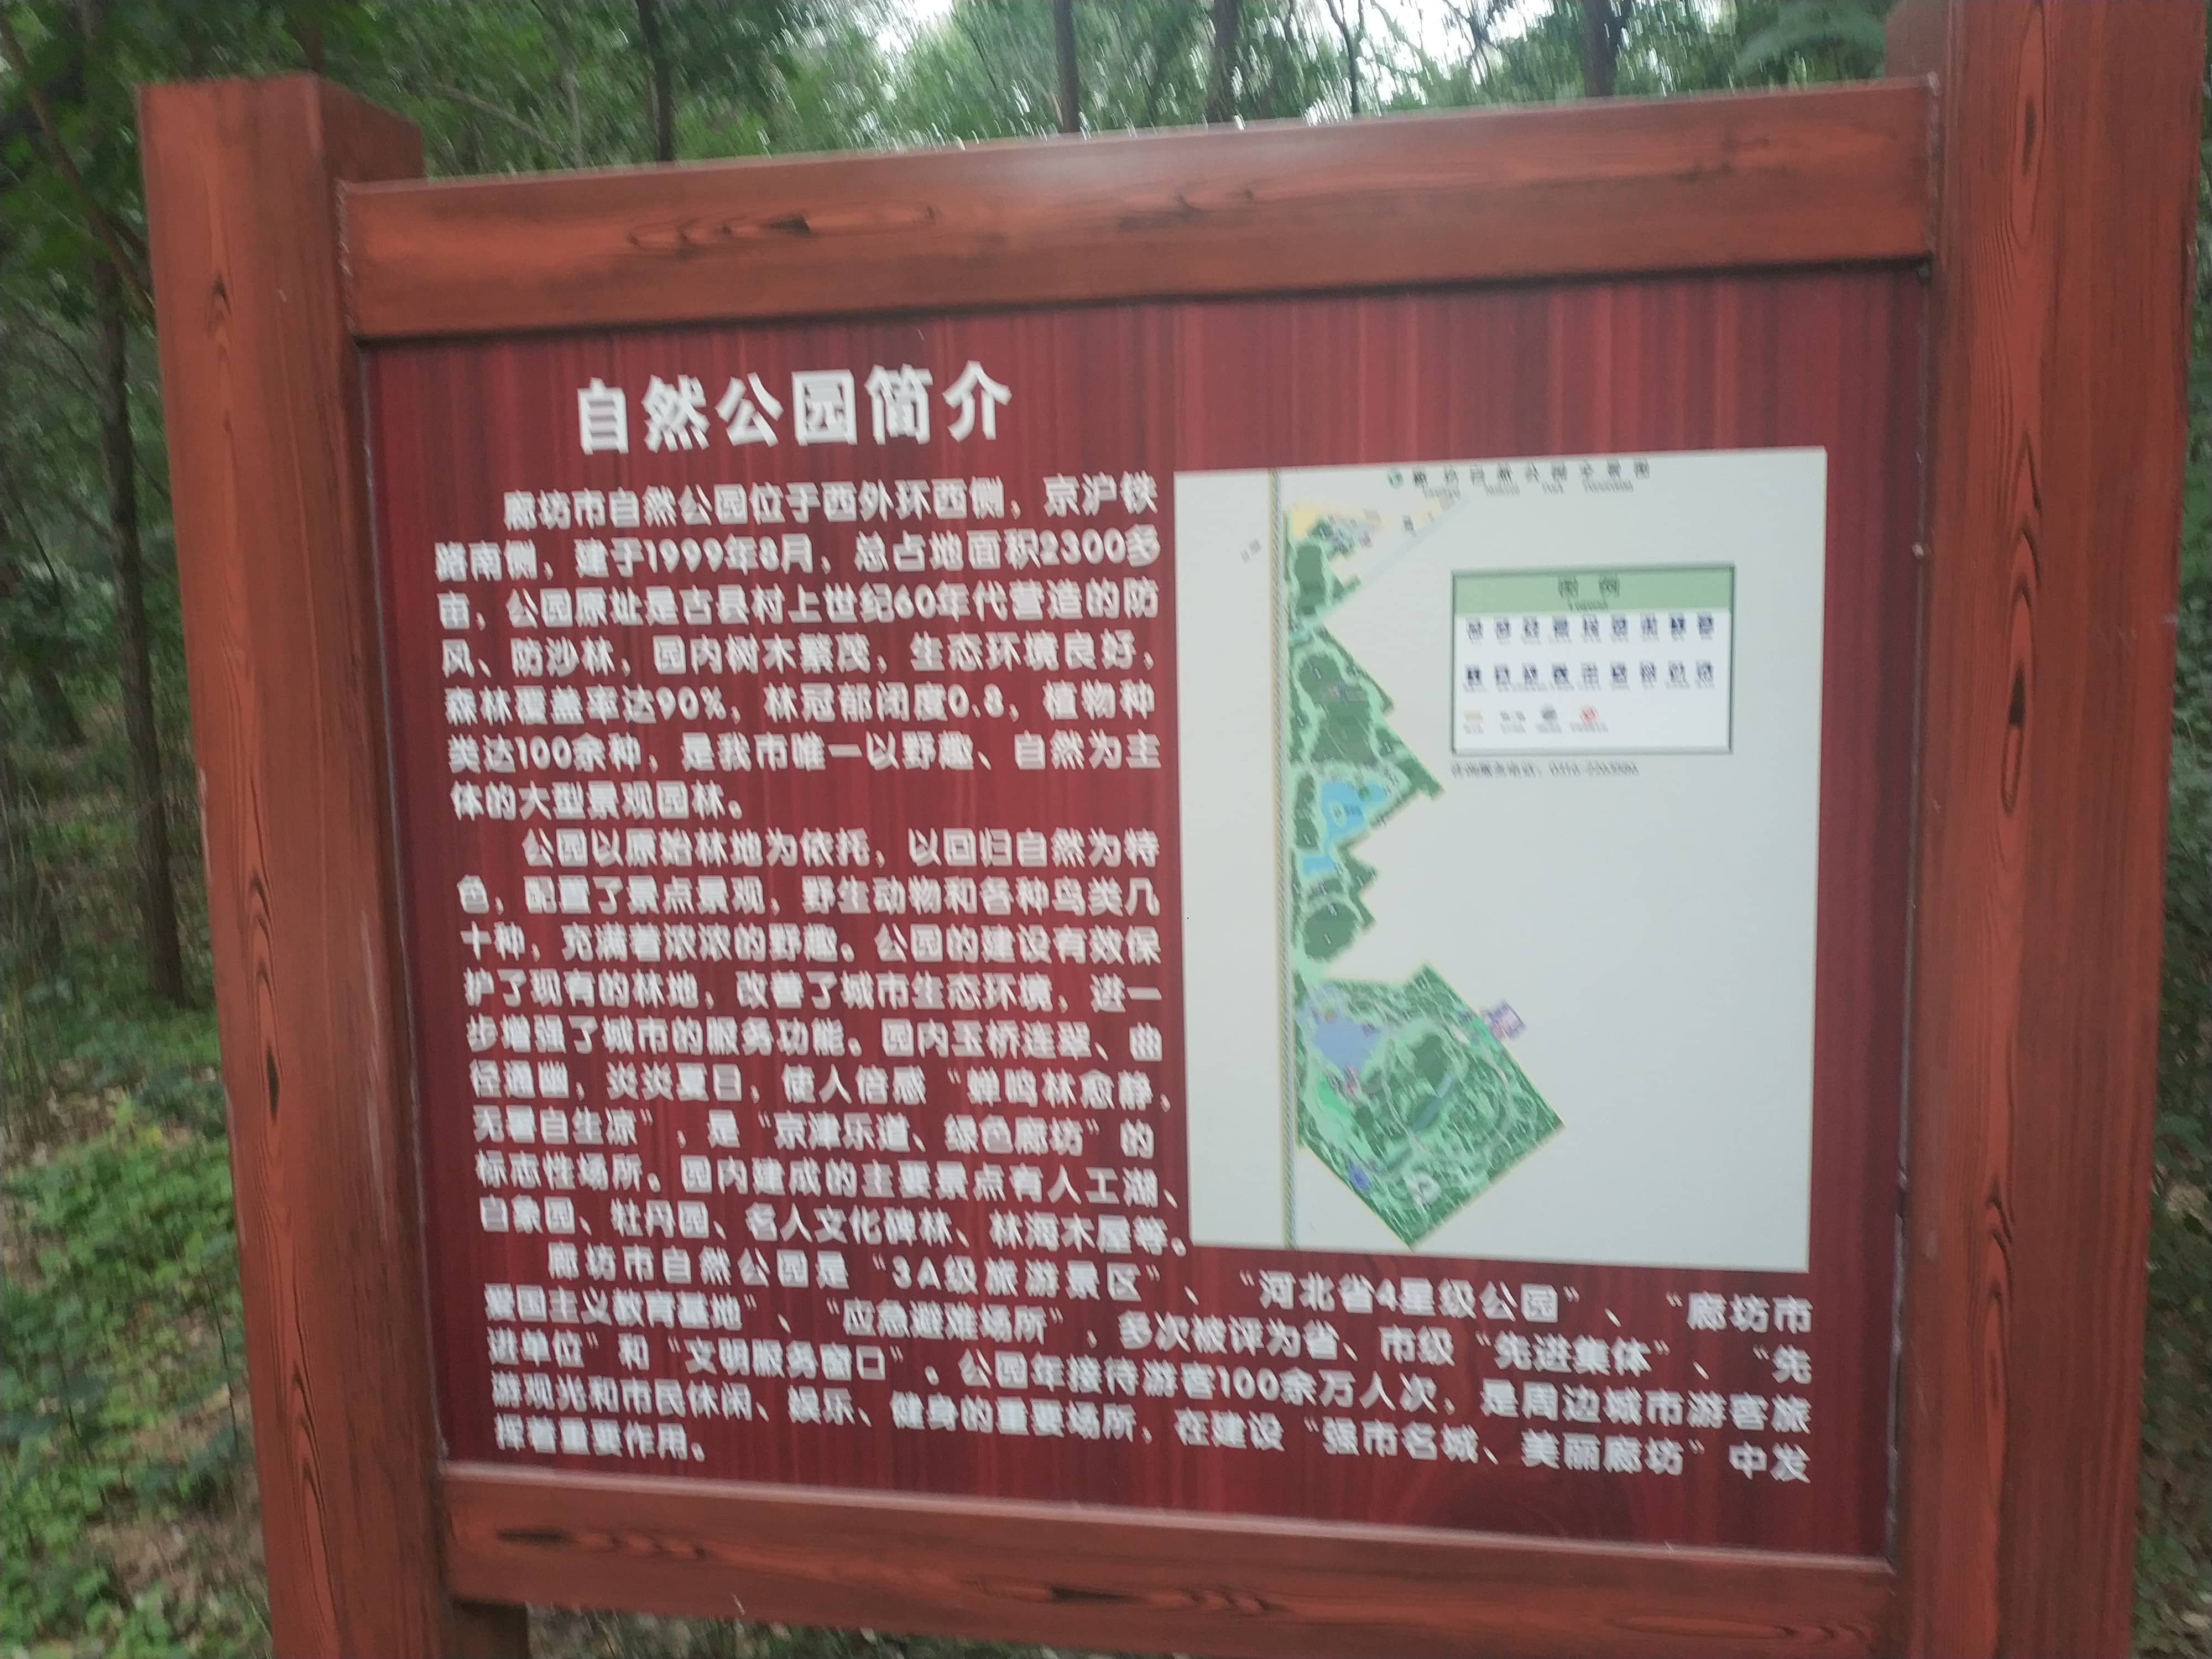 自然公园简介
廊坊市自然公园位于西外环西侧，京沪铁
路南侧，建于1999年8月，总占地面积2300多
亩，公园原址是古县村上世纪60年代营造的防
风、防沙林，园内树木繁茂，生态环境良好，
森林覆盖率达90%，林冠郁闭度0.8，植物种
类达100余种，是我市唯一以野趣、自然为主
体的大型景观园林。
公园以原始林地为依托，以回归自然为特
色，配置了景点景观，野生动物和各种鸟类几
十种，充满着浓浓的野趣。公园的建设有效保
护了现有的林地，改善了城市生态环境，进一
步增强了城市的服务功能。园内玉桥连翠、曲
径通幽，炎炎夏日，使人倍感“蝉鸣林愈静，
无暑自生凉”，是“京津乐道、绿色廊坊”的
标志性场所。园内建成的主要景点有人工湖、
百象园、牡丹园、名人文化碑林、林海木屋等。
廊坊市自然公园是“3A级旅游景区”、“河北省4星级公园”、“廊坊市
爱国主义教育基地”、“应急避难场所”，多次被评为省、市级“先进集体”、“先
进单位”和“文明服务窗口”。公园年接待游客100余万人次，是周边城市游客旅
游观光和市民休闲、娱乐、健身的重要场所，在建设“强市名城、美丽廊坊”中发
挥着重要作用。
廊坊自然公园全景图
图例